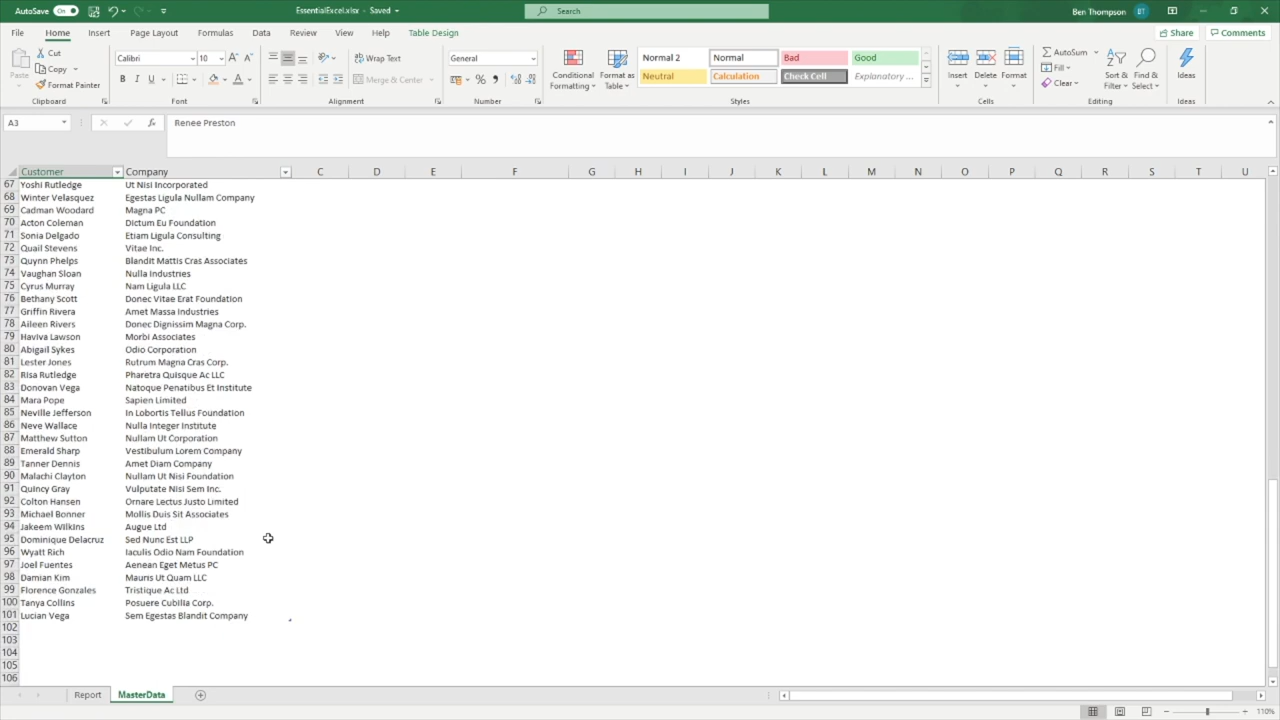 AutoSave On EssentialExcel.xlsx - Saved Search Ben Thompson BT
File Home Insert Page Layout Formulas Data Review View Help Table Design Share Comments
Paste Cut Copy Format Painter
Clipboard
Calibri 10
B I U
Font
Wrap Text
Merge & Center
Alignment
General
$ % ,
Number
Conditional Formatting Format as Table
Normal 2 Normal Bad Good
Neutral Calculation Check Cell Explanatory ...
Styles
Insert Delete Format
Cells
AutoSum
Fill
Clear
Sort & Filter Find & Select
Editing
Ideas
Ideas
A3 fx Renee Preston
Customer Company C D E F G H I J K L M N O P Q R S T U
67 Yoshi Rutledge Ut Nisi Incorporated
68 Winter Velasquez Egestas Ligula Nullam Company
69 Cadman Woodard Magna PC
70 Acton Coleman Dictum Eu Foundation
71 Sonia Delgado Etiam Ligula Consulting
72 Quail Stevens Vitae Inc.
73 Quynn Phelps Blandit Mattis Cras Associates
74 Vaughan Sloan Nulla Industries
75 Cyrus Murray Nam Ligula LLC
76 Bethany Scott Donec Vitae Erat Foundation
77 Griffin Rivera Amet Massa Industries
78 Aileen Rivers Donec Dignissim Magna Corp.
79 Haviva Lawson Morbi Associates
80 Abigail Sykes Odio Corporation
81 Lester Jones Rutrum Magna Cras Corp.
82 Risa Rutledge Pharetra Quisque Ac LLC
83 Donovan Vega Natoque Penatibus Et Institute
84 Mara Pope Sapien Limited
85 Neville Jefferson In Lobortis Tellus Foundation
86 Neve Wallace Nulla Integer Institute
87 Matthew Sutton Nullam Ut Corporation
88 Emerald Sharp Vestibulum Lorem Company
89 Tanner Dennis Amet Diam Company
90 Malachi Clayton Nullam Ut Nisi Foundation
91 Quincy Gray Vulputate Nisi Sem Inc.
92 Colton Hansen Ornare Lectus Justo Limited
93 Michael Bonner Mollis Duis Sit Associates
94 Jakeem Wilkins Augue Ltd
95 Dominique Delacruz Sed Nunc Est LLP
96 Wyatt Rich Iaculis Odio Nam Foundation
97 Joel Fuentes Aenean Eget Metus PC
98 Damian Kim Mauris Ut Quam LLC
99 Florence Gonzales Tristique Ac Ltd
100 Tanya Collins Posuere Cubilia Corp.
101 Lucian Vega Sem Egestas Blandit Company
102
103
104
105
106
Report MasterData
110%